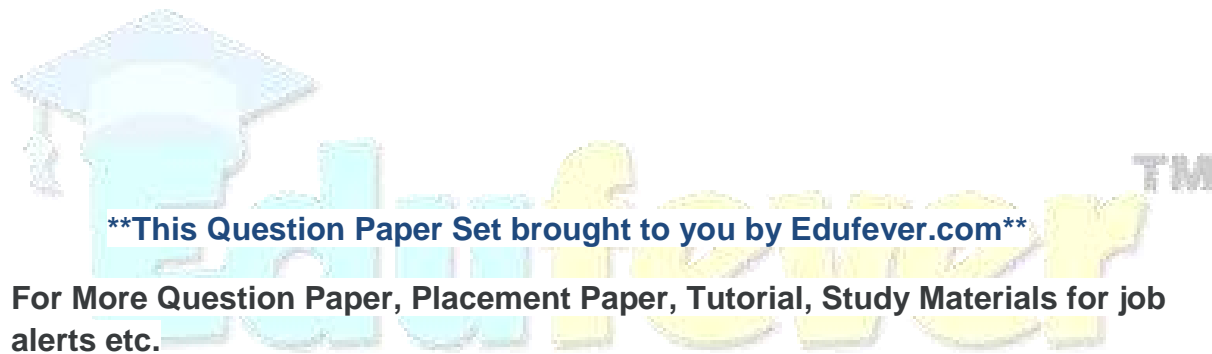 Edufever™
**This Question Paper Set brought to you by Edufever.com**
For More Question Paper, Placement Paper, Tutorial, Study Materials for job
alerts etc.